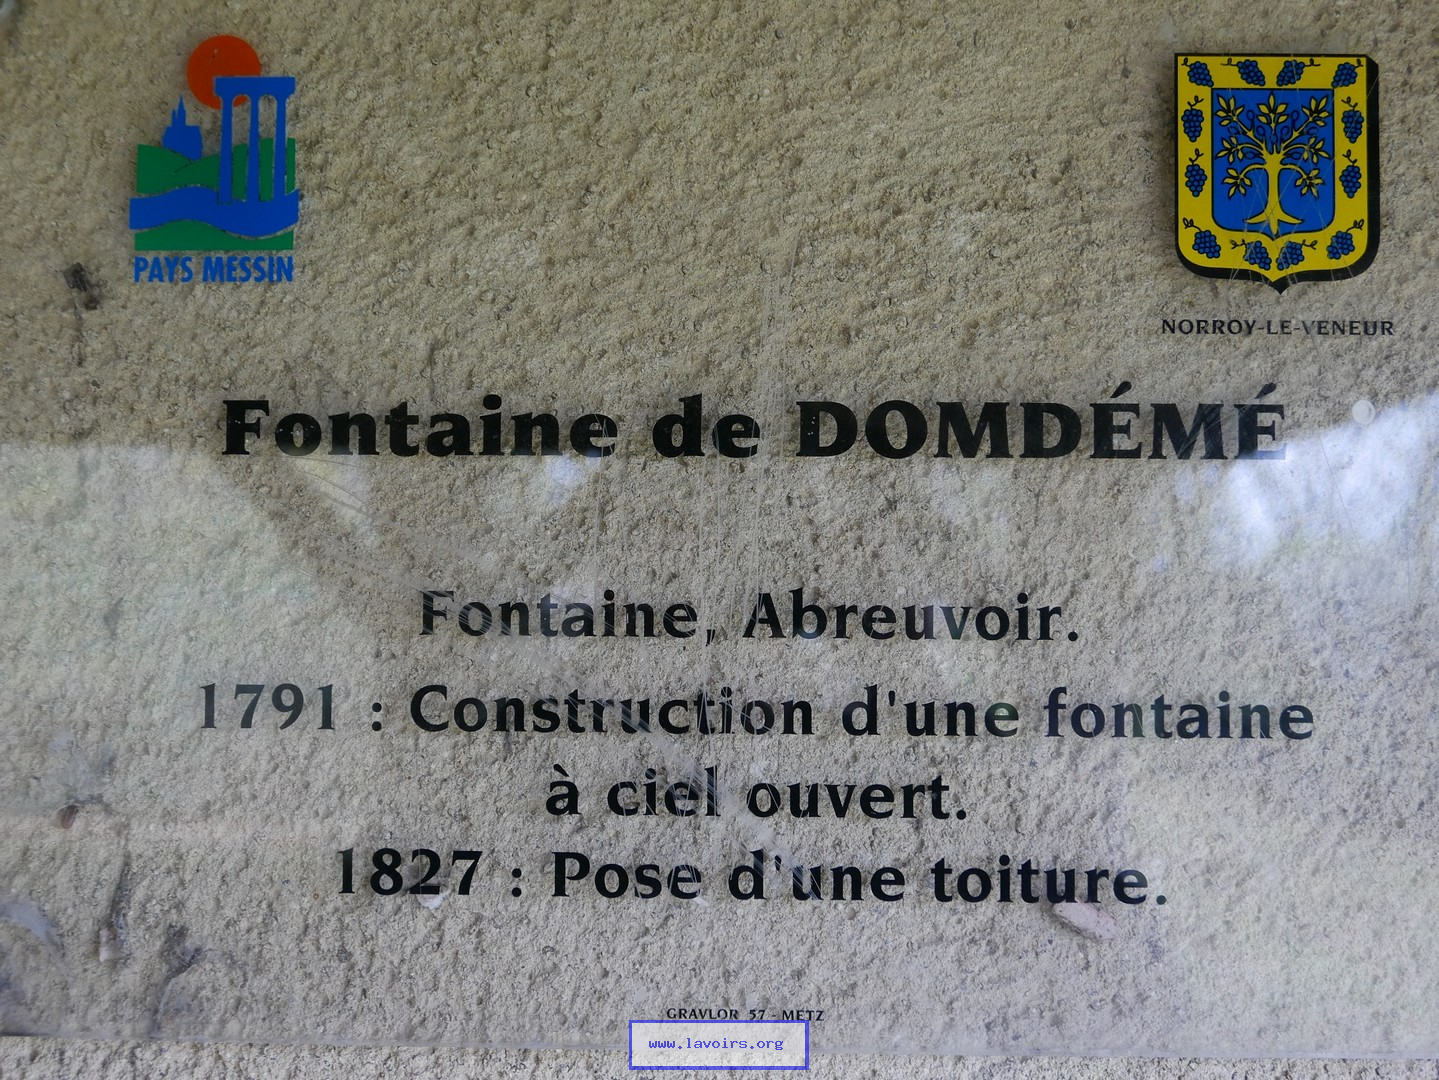 PAYS MESSIN
NORROY-LE-VENEUR
Fontaine de DOMDÉMÉ
Fontaine, Abreuvoir.
1791 : Construction d'une fontaine
à ciel ouvert.
1827 : Pose d'une toiture.
GRAVLOR 57 - METZ
www.lavoirs.org